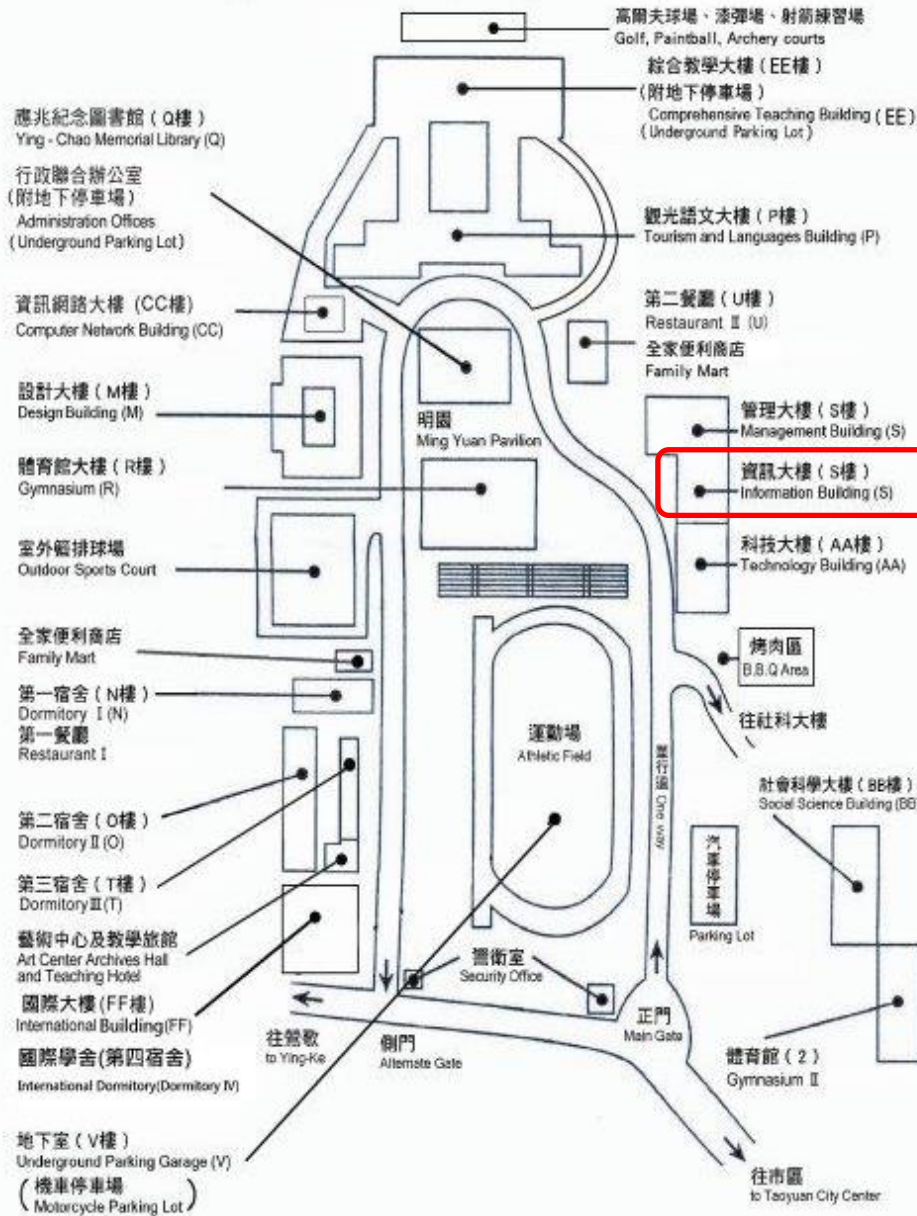 高爾夫球場、漆彈場、射箭練習場
Golf, Paintball, Archery courts
綜合教學大樓(EE樓)
(附地下停車場)
Comprehensive Teaching Building (EE)
(Underground Parking Lot)
應兆紀念圖書館(Q樓)
Ying - Chao Memorial Library (Q)
行政聯合辦公室
(附地下停車場)
Administration Offices
(Underground Parking Lot)
觀光語文大樓(P樓)
Tourism and Languages Building (P)
資訊網路大樓 (CC樓)
Computer Network Building (CC)
第二餐廳(U樓)
Restaurant II (U)
全家便利商店
Family Mart
設計大樓(M樓)
Design Building (M)
明園
Ming Yuan Pavilion
管理大樓(S樓)
Management Building (S)
體育館大樓(R樓)
Gymnasium (R)
資訊大樓(S樓)
Information Building (S)
室外籃排球場
Outdoor Sports Court
科技大樓(AA樓)
Technology Building (AA)
全家便利商店
Family Mart
烤肉區
B.B.Q Area
第一宿舍(N樓)
Dormitory I (N)
第一餐廳
Restaurant I
往社科大樓
運動場
Athletic Field
單行道 One way
社會科學大樓(BB樓)
Social Science Building (BB
第二宿舍(O樓)
Dormitory II (O)
汽車停車場
Parking Lot
第三宿舍(T樓)
Dormitory III (T)
藝術中心及教學旅館
Art Center Archives Hall
and Teaching Hotel
警衛室
Security Office
國際大樓(FF樓)
International Building(FF)
往鶯歌
to Ying-Ke
側門
Alternate Gate
正門
Main Gate
國際學舍(第四宿舍)
International Dormitory(Dormitory IV)
體育館(2)
Gymnasium II
地下室(V樓)
Underground Parking Garage (V)
(機車停車場
Motorcycle Parking Lot)
往市區
to Taoyuan City Center